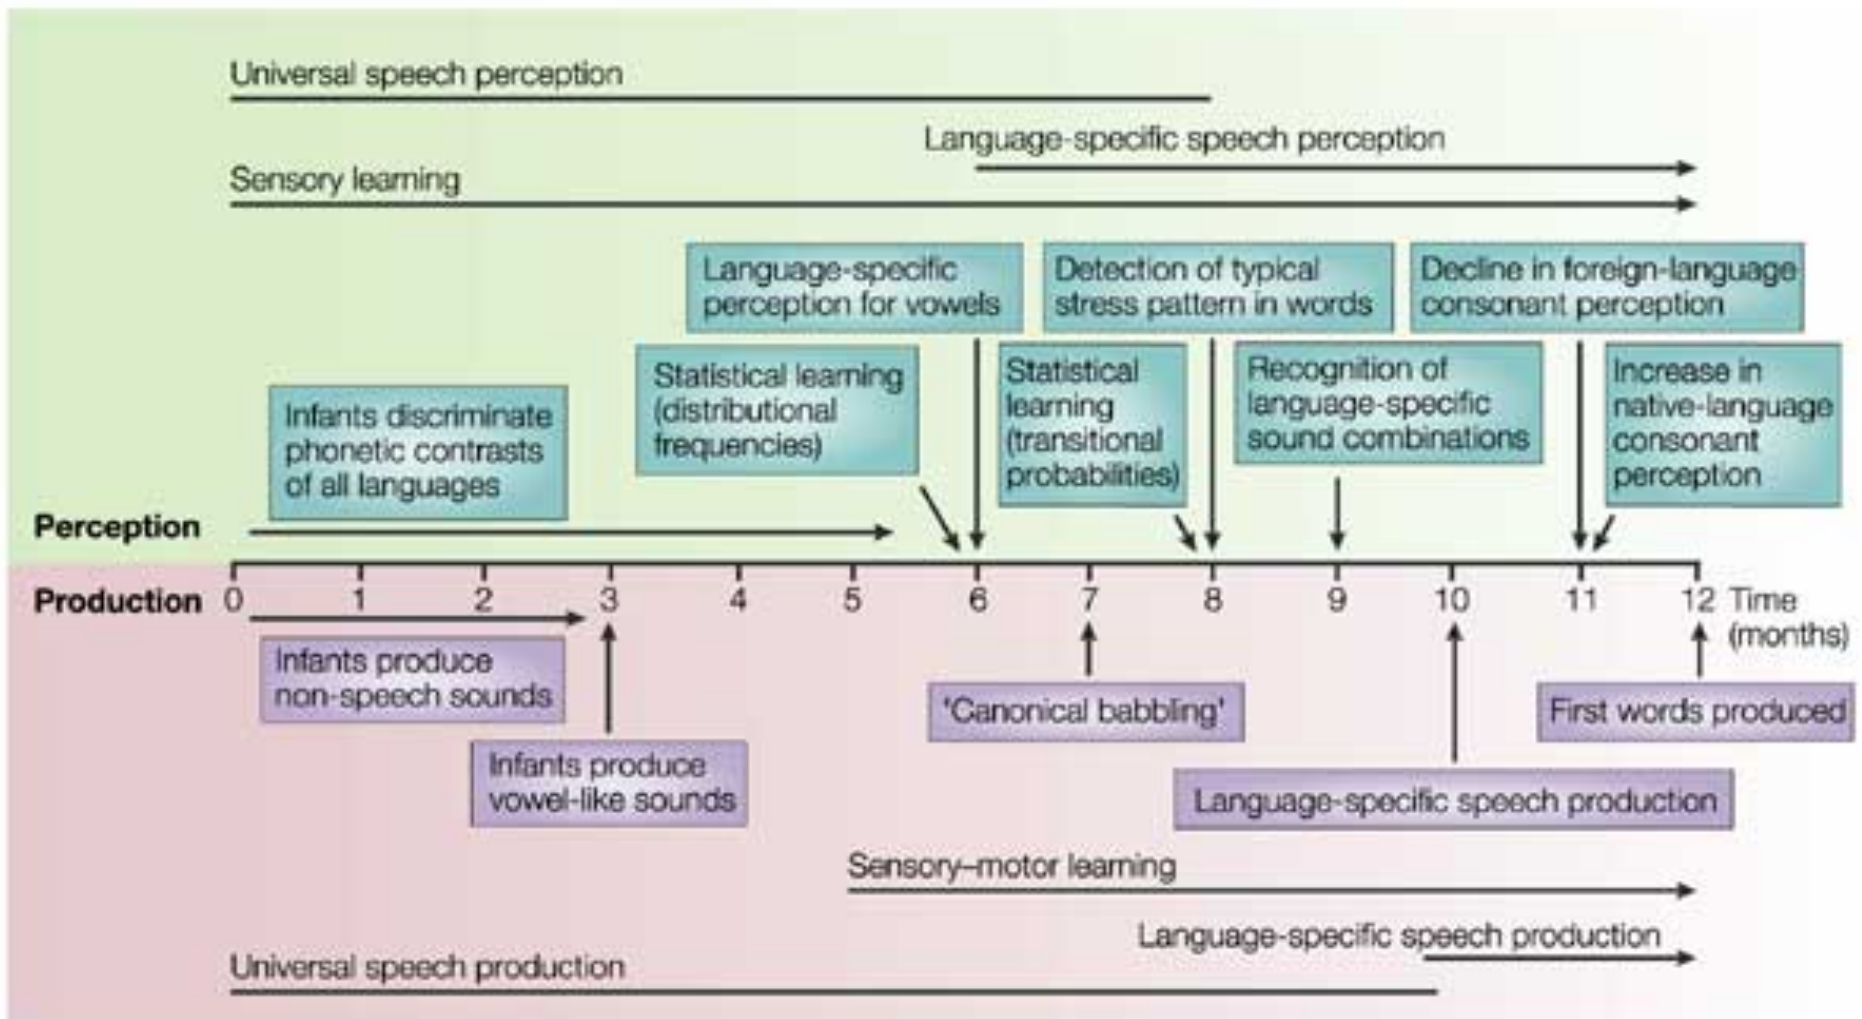 Universal speech perception
Language-specific speech perception
Sensory learning
Language-specific
perception for vowels
Detection of typical
stress pattern in words
Decline in foreign-language
consonant perception
Statistical learning
(distributional
frequencies)
Statistical
learning
(transitional
probabilities)
Recognition of
language-specific
sound combinations
Increase in
native-language
consonant
perception
Infants discriminate
phonetic contrasts
of all languages
Perception
Production
0 1 2 3 4 5 6 7 8 9 10 11 12 Time
(months)
Infants produce
non-speech sounds
Infants produce
vowel-like sounds
'Canonical babbling'
First words produced
Language-specific speech production
Sensory–motor learning
Language-specific speech production
Universal speech production